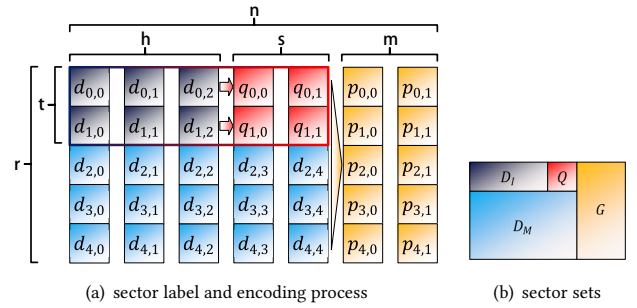 n
h s m
t
r
d0,0 d0,1 d0,2 q0,0 q0,1 p0,0 p0,1
d1,0 d1,1 d1,2 q1,0 q1,1 p1,0 p1,1
d2,0 d2,1 d2,2 d2,3 d2,4 p2,0 p2,1
d3,0 d3,1 d3,2 d3,3 d3,4 p3,0 p3,1
d4,0 d4,1 d4,2 d4,3 d4,4 p4,0 p4,1
(a) sector label and encoding process
DI Q
DM G
(b) sector sets